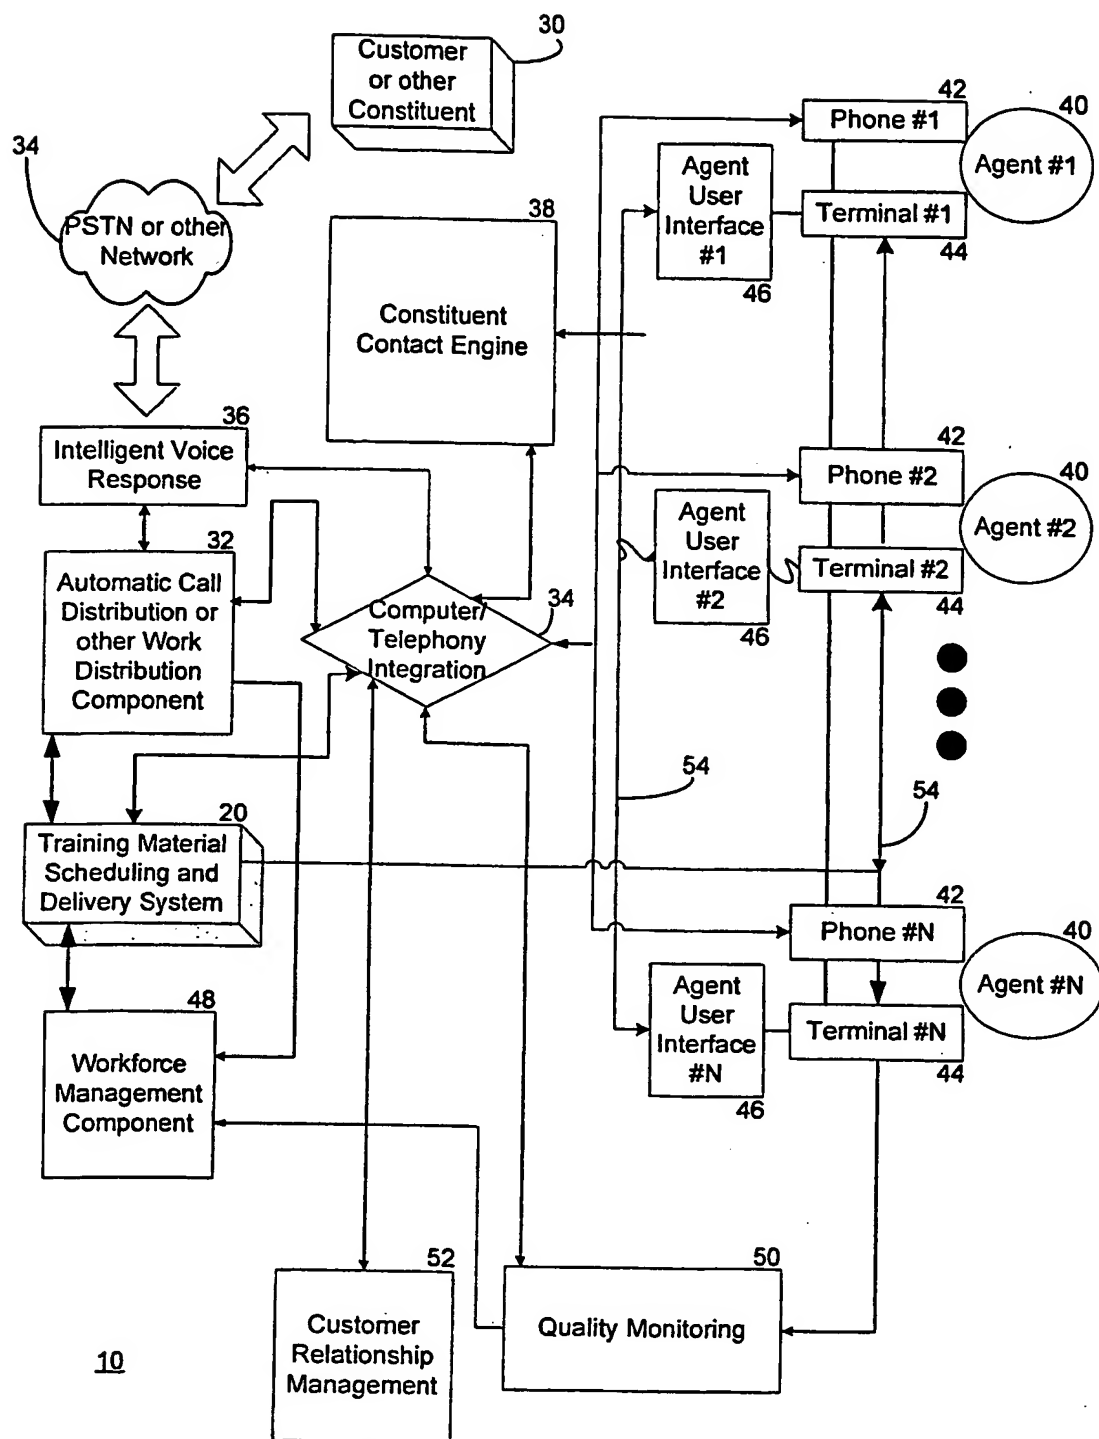 30
Customer
or other
Constituent
34
PSTN or other
Network
38
Constituent
Contact Engine
42
Phone #1
40
Agent #1
Agent
User
Interface
#1
46
Terminal #1
44
36
Intelligent Voice
Response
32
Automatic Call
Distribution or
other Work
Distribution
Component
Computer/
Telephony
Integration
34
42
Phone #2
40
Agent #2
Agent
User
Interface
#2
46
Terminal #2
44
54
54
20
Training Material
Scheduling and
Delivery System
42
Phone #N
40
Agent #N
Agent
User
Interface
#N
46
Terminal #N
44
48
Workforce
Management
Component
52
Customer
Relationship
Management
50
Quality Monitoring
10